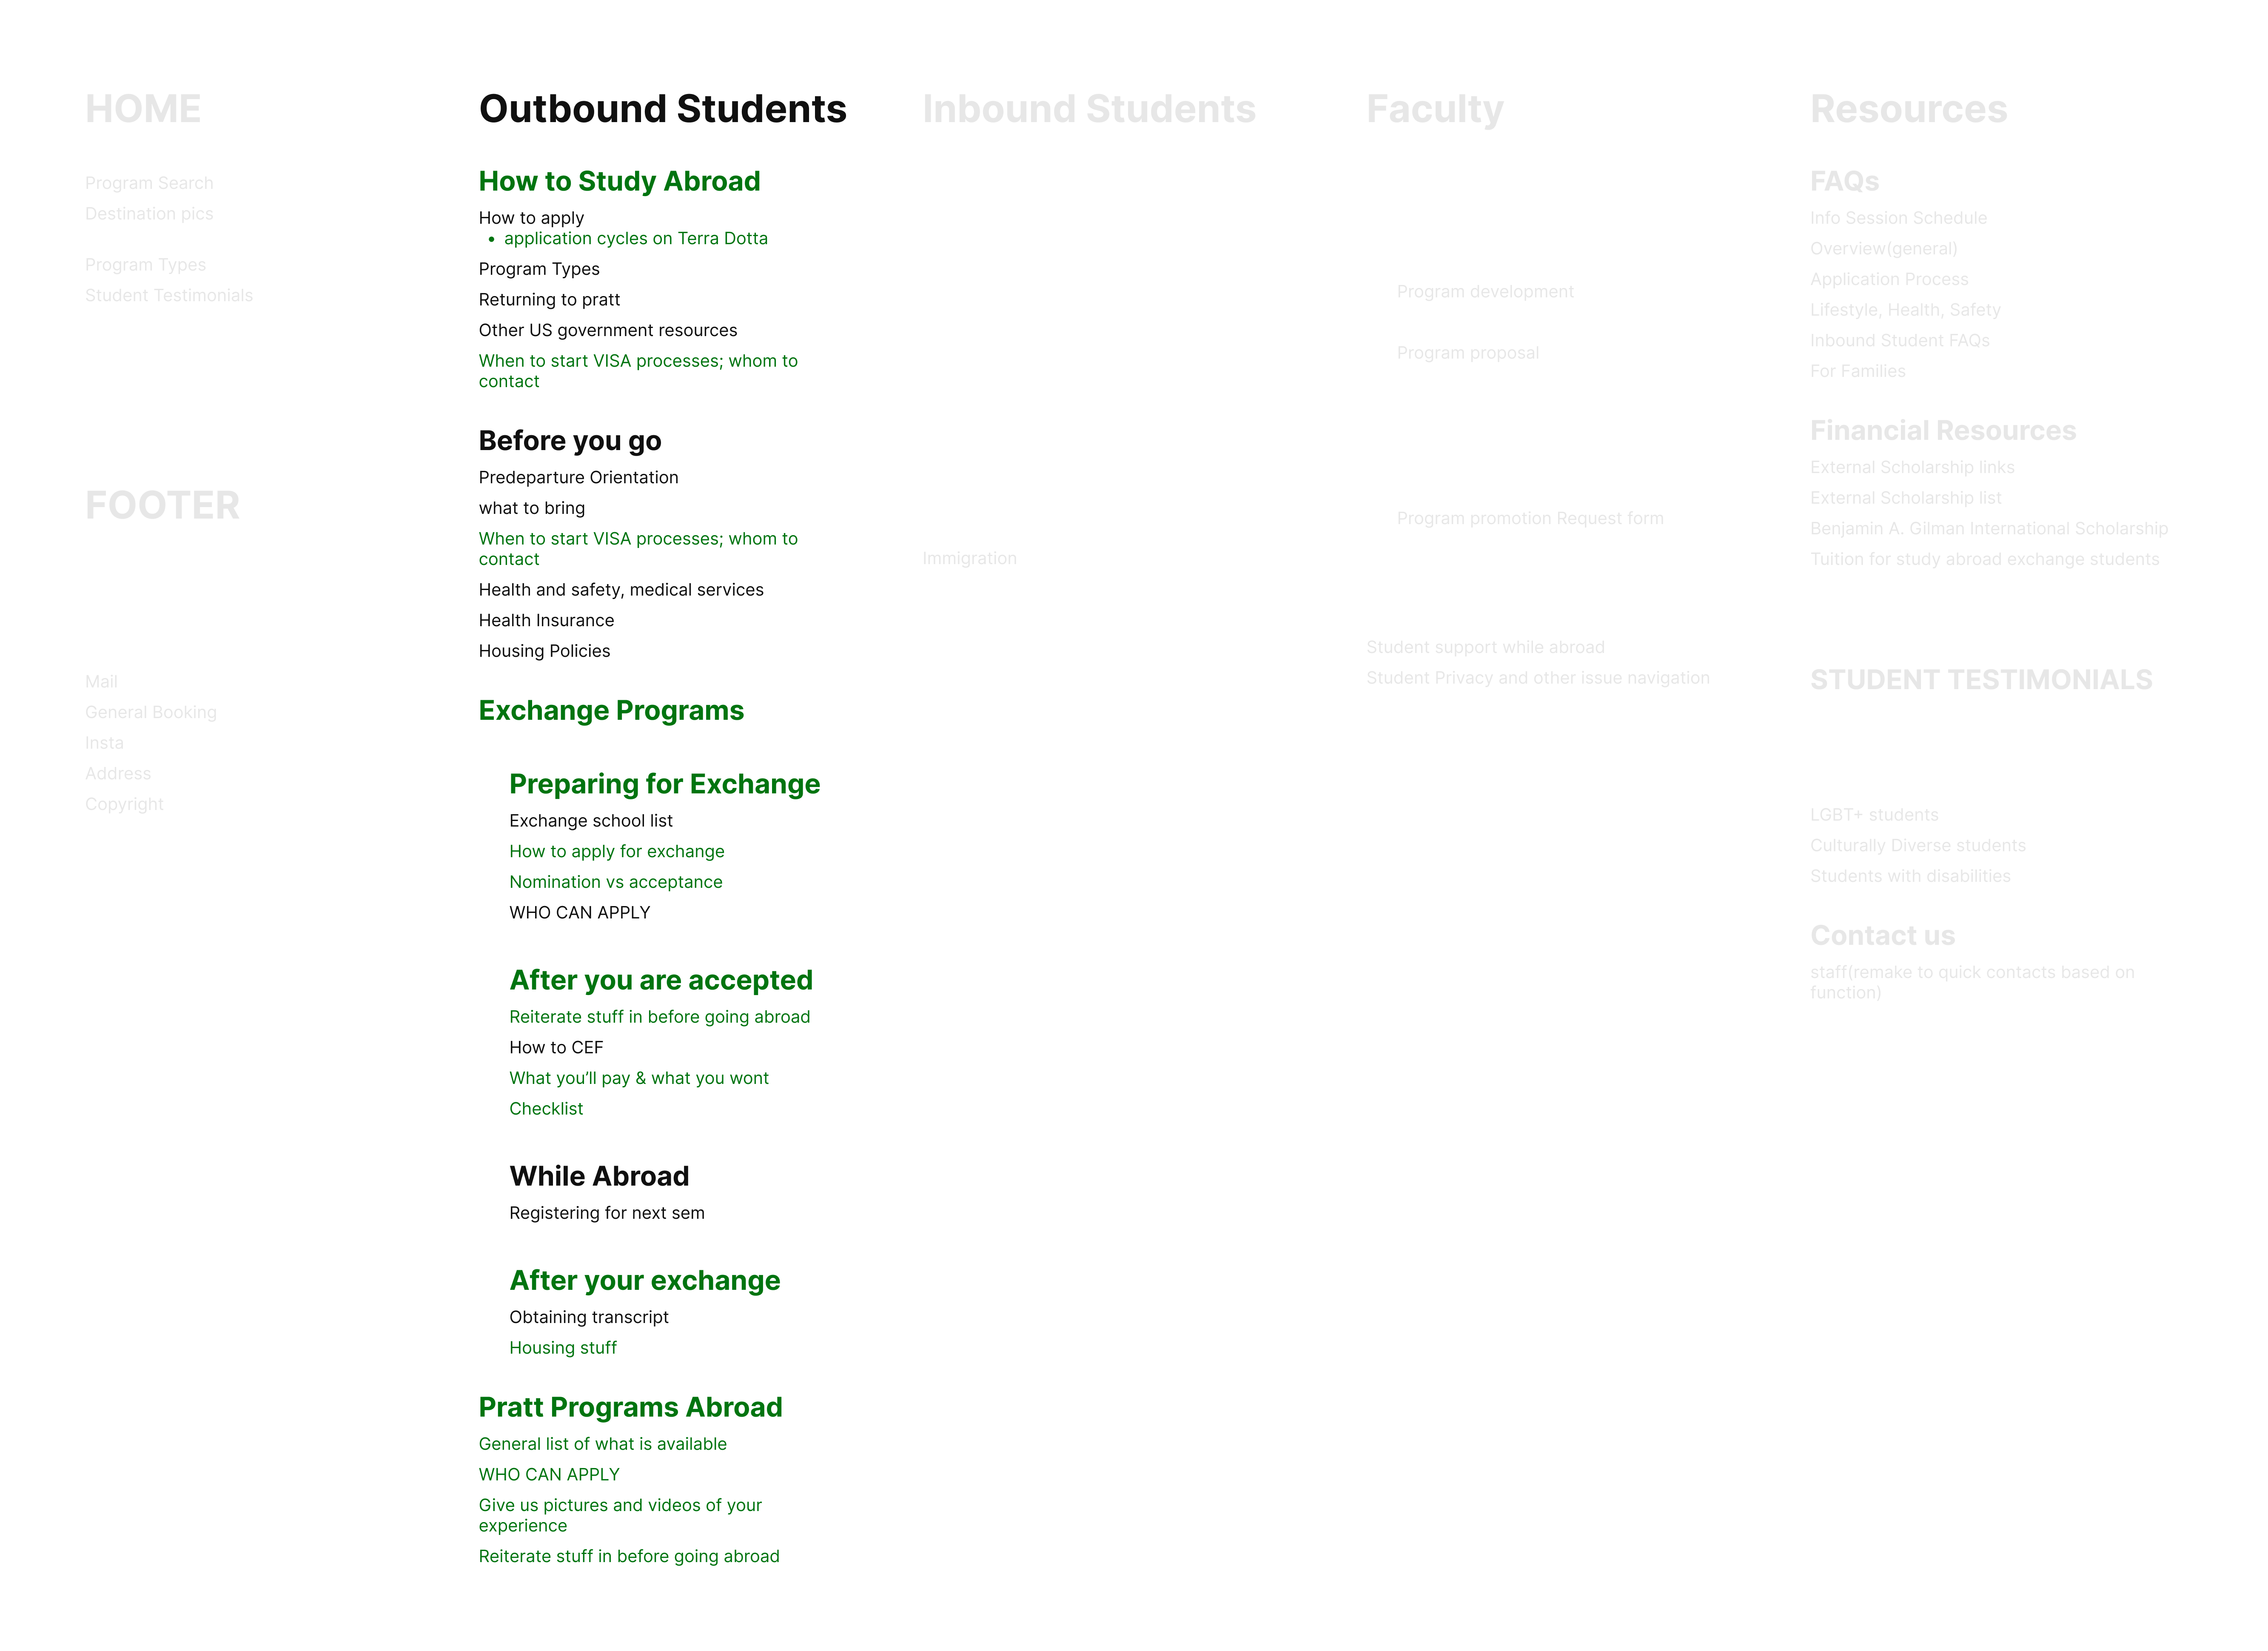 HOME
Program Search
Destination pics
Program Types
Student Testimonials
FOOTER
Mail
General Booking
Insta
Address
Copyright
Outbound Students
How to Study Abroad
How to apply
• application cycles on Terra Dotta
Program Types
Returning to pratt
Other US government resources
When to start VISA processes; whom to
contact
Before you go
Predeparture Orientation
what to bring
When to start VISA processes; whom to
contact
Health and safety, medical services
Health Insurance
Housing Policies
Exchange Programs
Preparing for Exchange
Exchange school list
How to apply for exchange
Nomination vs acceptance
WHO CAN APPLY
After you are accepted
Reiterate stuff in before going abroad
How to CEF
What you’ll pay & what you wont
Checklist
While Abroad
Registering for next sem
After your exchange
Obtaining transcript
Housing stuff
Pratt Programs Abroad
General list of what is available
WHO CAN APPLY
Give us pictures and videos of your
experience
Reiterate stuff in before going abroad
Inbound Students
Immigration
Faculty
Program development
Program proposal
Program promotion Request form
Student support while abroad
Student Privacy and other issue navigation
Resources
FAQs
Info Session Schedule
Overview(general)
Application Process
Lifestyle, Health, Safety
Inbound Student FAQs
For Families
Financial Resources
External Scholarship links
External Scholarship list
Benjamin A. Gilman International Scholarship
Tuition for study abroad exchange students
STUDENT TESTIMONIALS
LGBT+ students
Culturally Diverse students
Students with disabilities
Contact us
staff(remake to quick contacts based on
function)